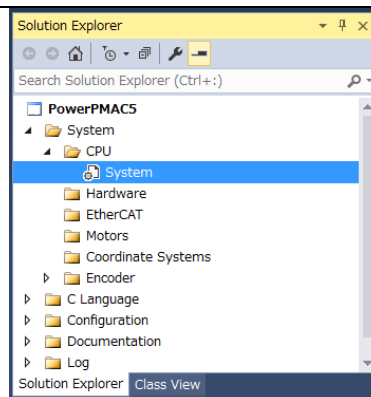 Solution Explorer
Search Solution Explorer (Ctrl+:)
PowerPMAC5
System
CPU
System
Hardware
EtherCAT
Motors
Coordinate Systems
Encoder
C Language
Configuration
Documentation
Log
Solution Explorer Class View